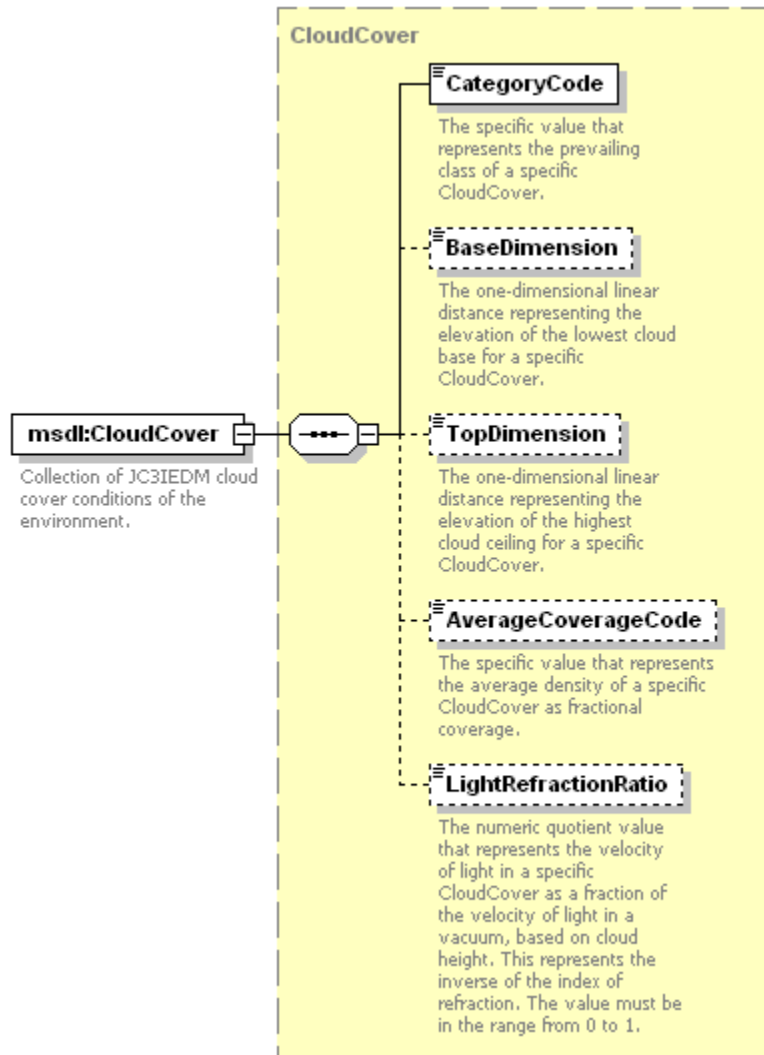 CloudCover
CategoryCode
The specific value that
represents the prevailing
class of a specific
CloudCover.
BaseDimension
The one-dimensional linear
distance representing the
elevation of the lowest cloud
base for a specific
CloudCover.
msdl:CloudCover
Collection of JC3IEDM cloud
cover conditions of the
environment.
TopDimension
The one-dimensional linear
distance representing the
elevation of the highest
cloud ceiling for a specific
CloudCover.
AverageCoverageCode
The specific value that represents
the average density of a specific
CloudCover as fractional
coverage.
LightRefractionRatio
The numeric quotient value
that represents the velocity
of light in a specific
CloudCover as a fraction of
the velocity of light in a
vacuum, based on cloud
height. This represents the
inverse of the index of
refraction. The value must be
in the range from 0 to 1.